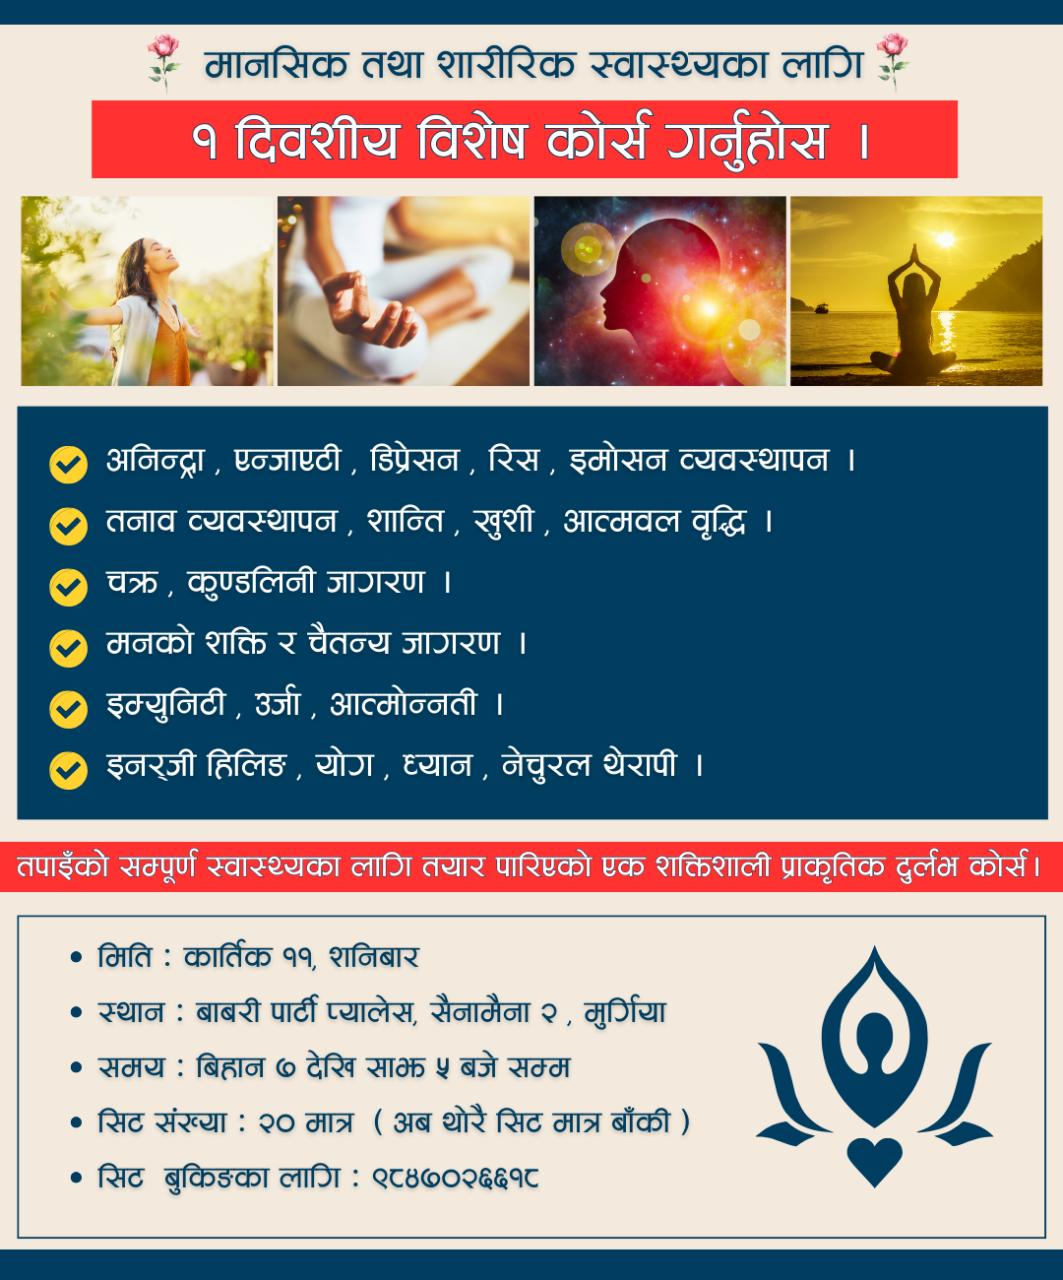 मानसिक तथा शारीरिक स्वास्थ्यका लागि
१ दिवशीय विशेष कोर्स गर्नुहोस ।
अनिन्द्रा , एन्जाएटी , डिप्रेसन , रिस , इमोसन व्यवस्थापन ।
तनाव व्यवस्थापन , शान्ति , खुशी , आत्मवल वृद्धि ।
चक्र , कुण्डलिनी जागरण ।
मनको शक्ति र चैतन्य जागरण ।
इम्युनिटी , उर्जा , आत्मोन्नती ।
इनर्जी हिलिङ , योग , ध्यान , नेचुरल थेरापी ।
तपाइँको सम्पूर्ण स्वास्थ्यका लागि तयार पारिएको एक शक्तिशाली प्राकृतिक दुर्लभ कोर्स।
• मिति : कार्तिक ११, शनिबार
• स्थान : बाबरी पार्टी प्यालेस, सैनामैना २ , मुर्गिया
• समय : बिहान ७ देखि साझ ५ बजे सम्म
• सिट संख्या : २० मात्र ( अब थोरै सिट मात्र बाँकी )
• सिट बुकिङका लागि : ९८४७०२६६१८